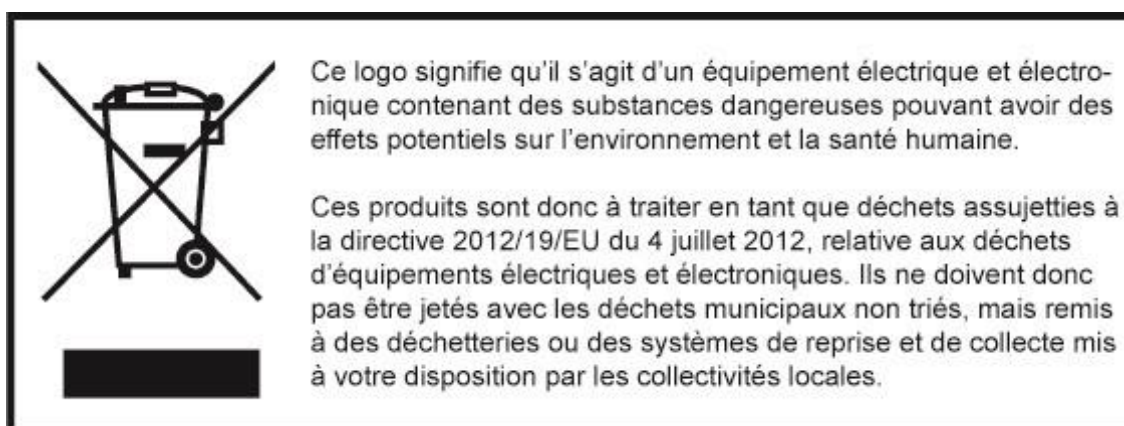 Ce logo signifie qu'il s'agit d'un équipement électrique et électro-
nique contenant des substances dangereuses pouvant avoir des
effets potentiels sur l'environnement et la santé humaine.
Ces produits sont donc à traiter en tant que déchets assujetties à
la directive 2012/19/EU du 4 juillet 2012, relative aux déchets
d'équipements électriques et électroniques. Ils ne doivent donc
pas être jetés avec les déchets municipaux non triés, mais remis
à des déchetteries ou des systèmes de reprise et de collecte mis
à votre disposition par les collectivités locales.